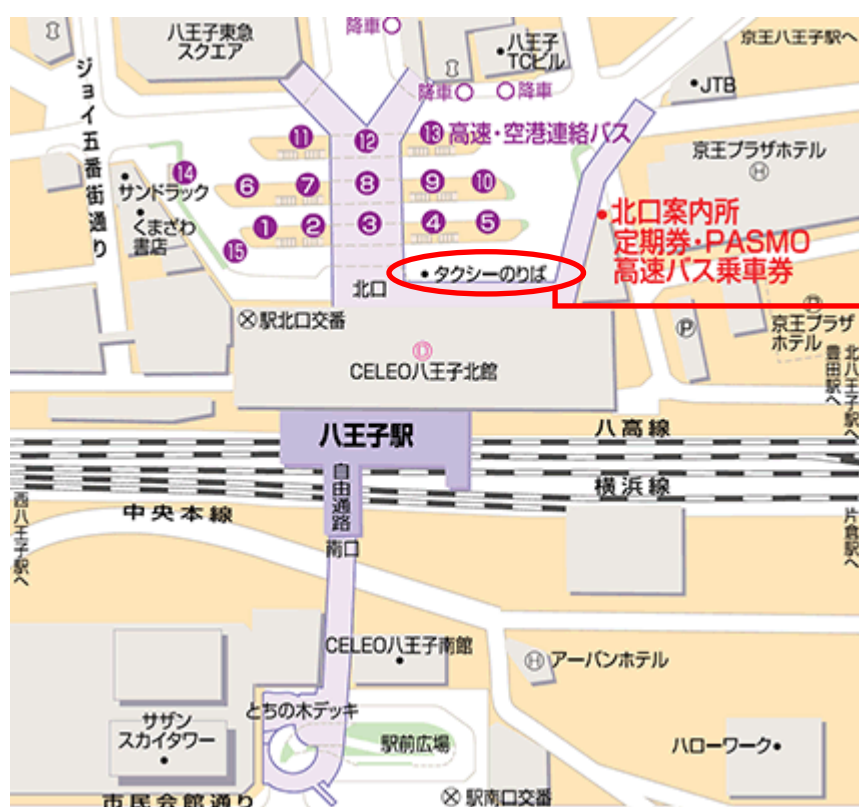 八王子東急
スクエア
降車
八王子
TCビル
京王八王子駅へ
ジョイ五番街通り
降車
降車
JTB
11
12
13
高速・空港連絡バス
京王プラザホテル
H
14
サンドラック
6
7
8
9
10
くまざわ
書店
1
2
3
4
5
15
北口案内所
定期券・PASMO
高速バス乗車券
タクシーのりば
北口
駅北口交番
P
京王プラザ
ホテル
CELEO八王子北館
北八王子駅へ
豊田駅へ
八王子駅
八高線
自由通路
横浜線
中央本線
西八王子駅へ
片倉駅へ
南口
CELEO八王子南館
H
アーバンホテル
とちの木デッキ
サザン
スカイタワー
駅前広場
ハローワーク
市民会館通り
駅南口交番